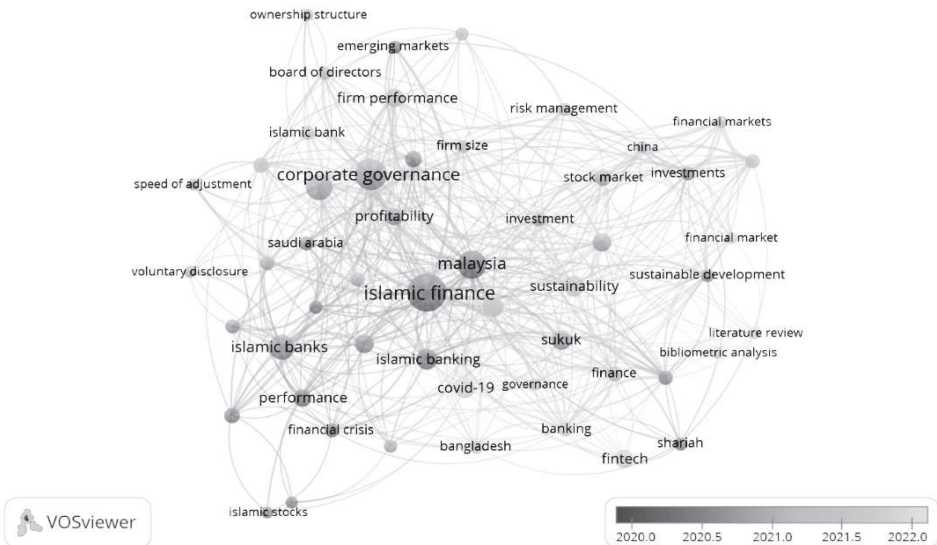 ownership structure
emerging markets
board of directors
firm performance
risk management
financial markets
islamic bank
firm size
china
corporate governance
stock market
investments
speed of adjustment
profitability
investment
saudi arabia
financial market
malaysia
voluntary disclosure
sustainable development
sustainability
islamic finance
literature review
sukuk
islamic banks
bibliometric analysis
islamic banking
finance
covid-19
governance
performance
financial crisis
banking
bangladesh
shariah
fintech
islamic stocks
VOSviewer
2020.0 2020.5 2021.0 2021.5 2022.0